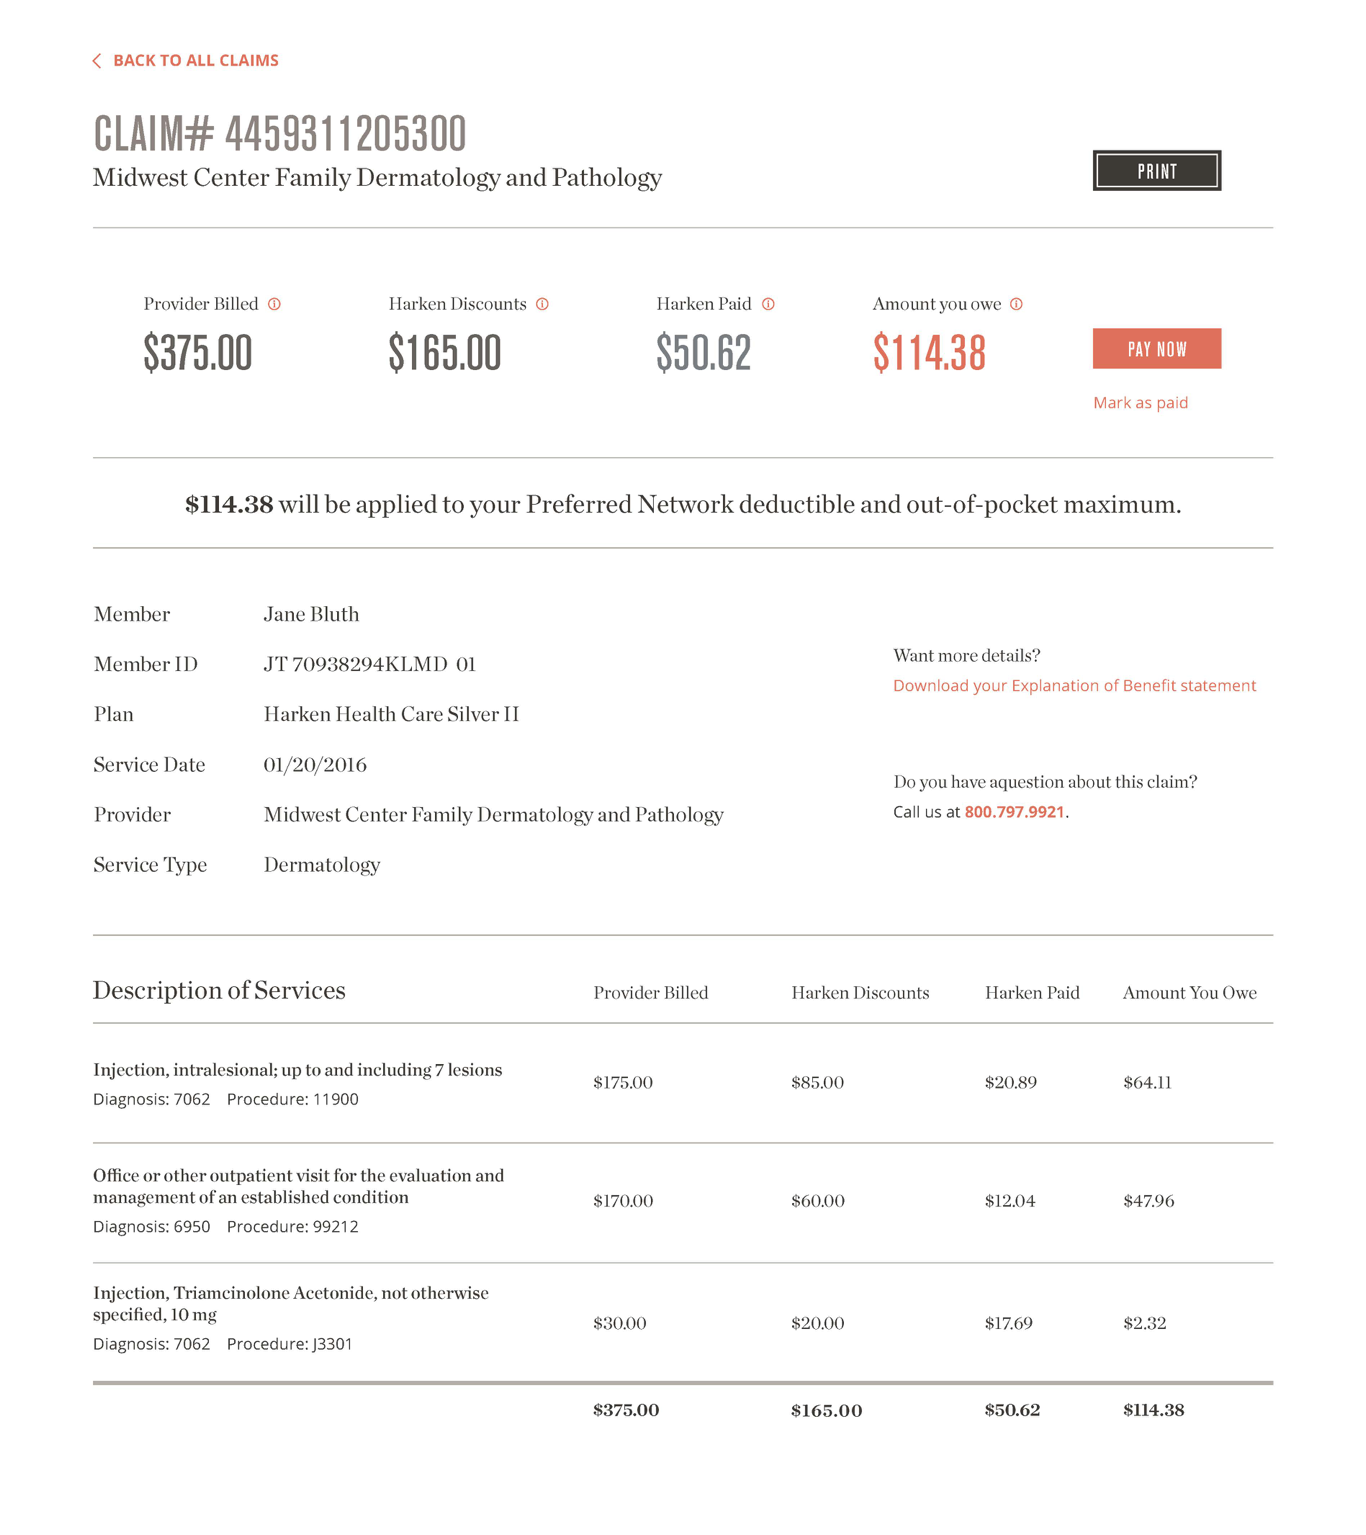 BACK TO ALL CLAIMS
CLAIM# 4459311205300
Midwest Center Family Dermatology and Pathology
PRINT
Provider Billed
$375.00
Harken Discounts
$165.00
Harken Paid
$50.62
Amount you owe
$114.38
PAY NOW
Mark as paid
$114.38 will be applied to your Preferred Network deductible and out-of-pocket maximum.
Member Jane Bluth
Member ID JT 70938294KLMD 01
Plan Harken Health Care Silver II
Service Date 01/20/2016
Provider Midwest Center Family Dermatology and Pathology
Service Type Dermatology
Want more details?
Download your Explanation of Benefit statement
Do you have aquestion about this claim?
Call us at 800.797.9921.
Description of Services Provider Billed Harken Discounts Harken Paid Amount You Owe
Injection, intralesional; up to and including 7 lesions
Diagnosis: 7062 Procedure: 11900
$175.00 $85.00 $20.89 $64.11
Office or other outpatient visit for the evaluation and
management of an established condition
Diagnosis: 6950 Procedure: 99212
$170.00 $60.00 $12.04 $47.96
Injection, Triamcinolone Acetonide, not otherwise
specified, 10 mg
Diagnosis: 7062 Procedure: J3301
$30.00 $20.00 $17.69 $2.32
$375.00 $165.00 $50.62 $114.38